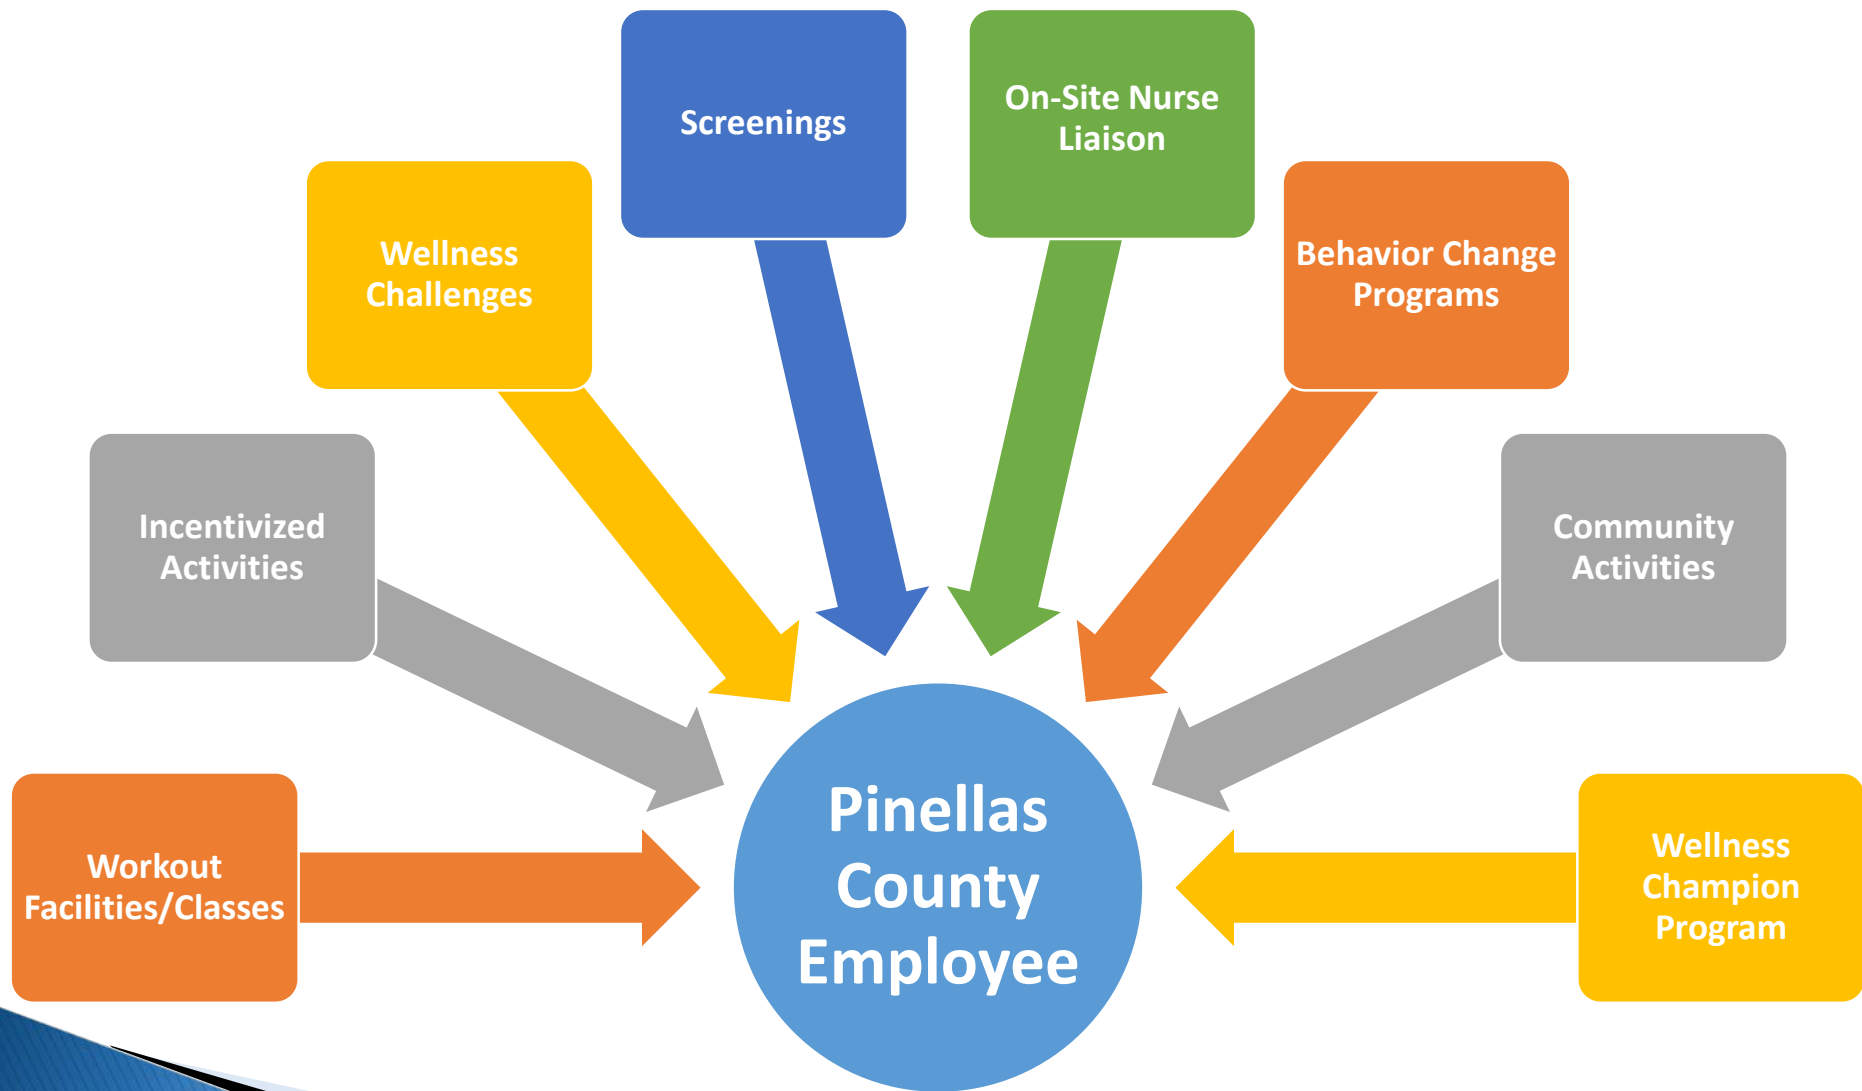 Screenings
On-Site Nurse
Liaison
Wellness
Challenges
Behavior Change
Programs
Incentivized
Activities
Community
Activities
Workout
Facilities/Classes
Pinellas
County
Employee
Wellness
Champion
Program